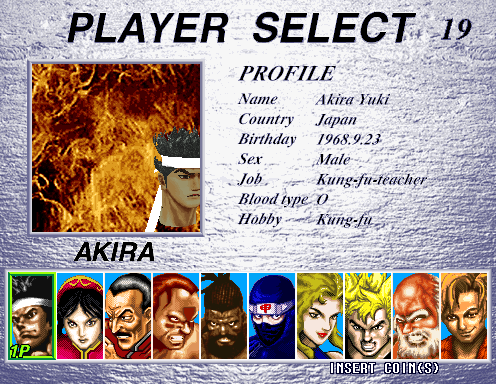 PLAYER SELECT 19
PROFILE
Name Akira Yuki
Country Japan
Birthday 1968.9.23
Sex Male
Job Kung-fu-teacher
Blood type O
Hobby Kung-fu
AKIRA
1P
INSERT COIN(S)